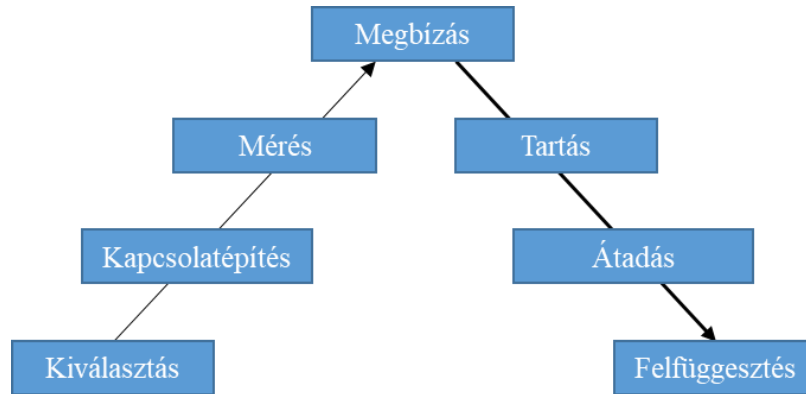 Megbízás
Mérés
Tartás
Kapcsolatépítés
Átadás
Kiválasztás
Felfüggesztés